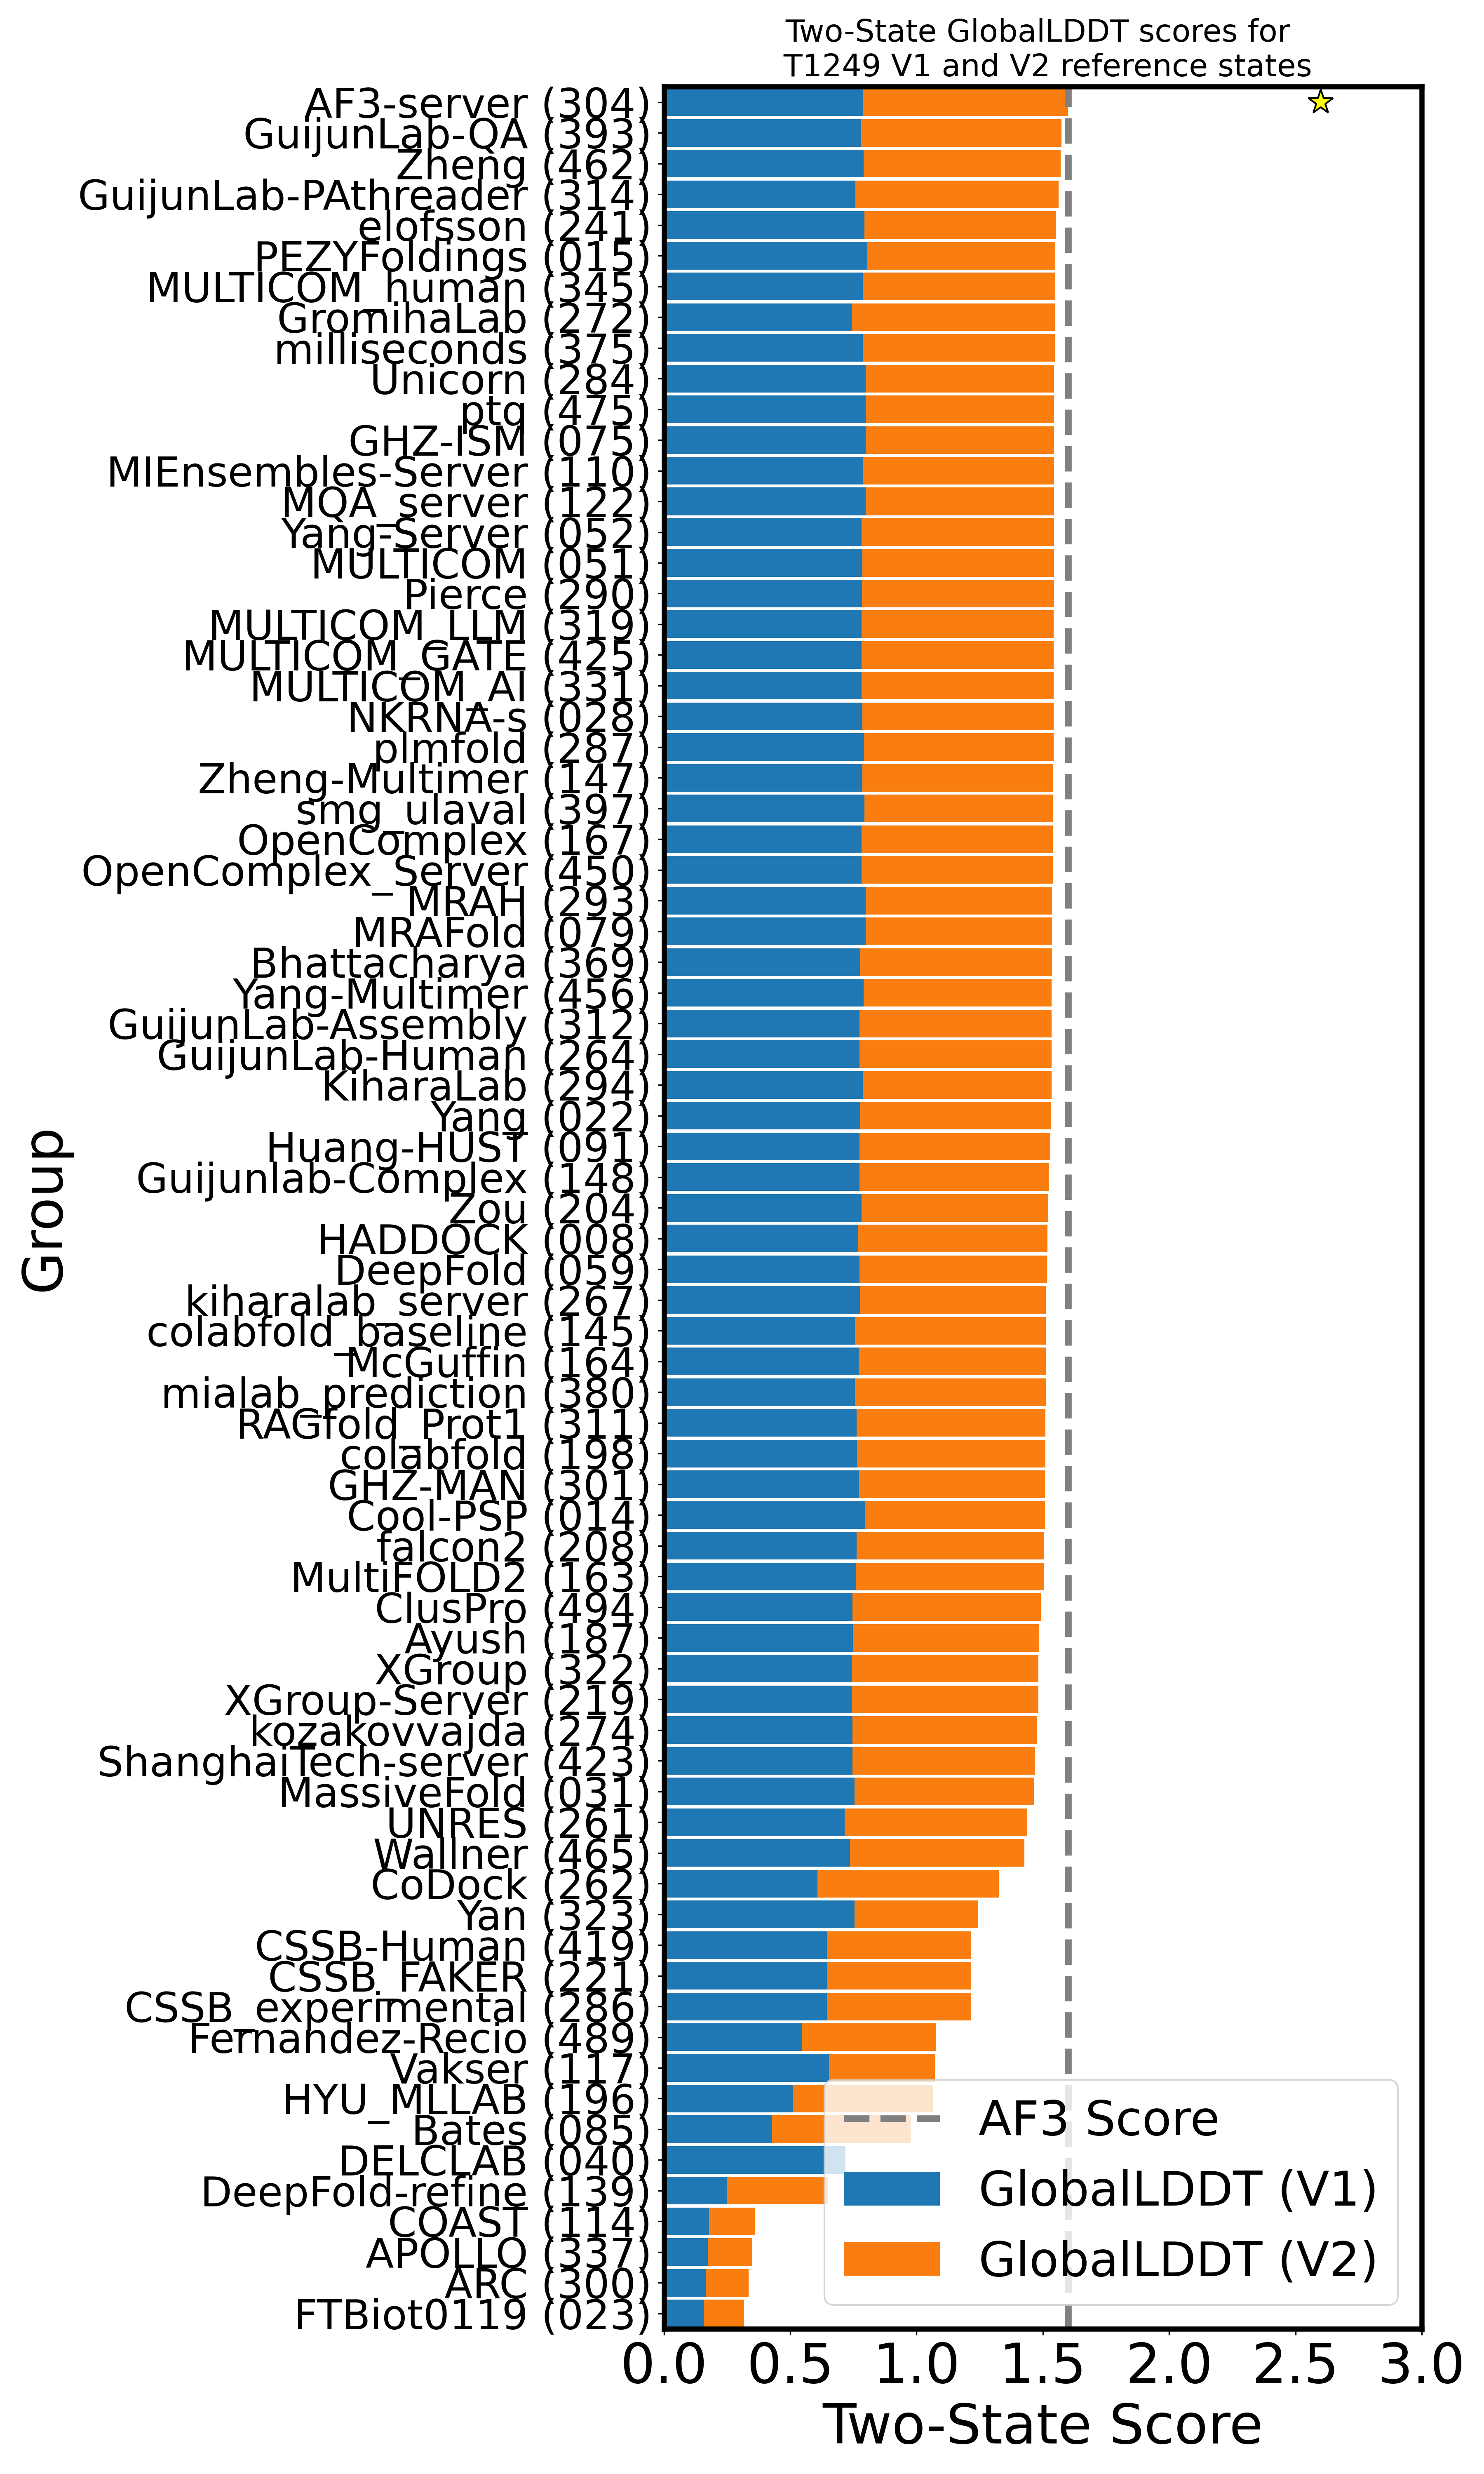 Two-State GlobalLDDT scores for
T1249 V1 and V2 reference states
AF3-server (304)
GuijunLab-QA (393)
Zheng (462)
GuijunLab-PAthreader (314)
elofsson (241)
PEZYFoldings (015)
MULTICOM_human (345)
GromihaLab (272)
milliseconds (375)
Unicorn (284)
ptq (475)
GHZ-ISM (075)
MIEnsembles-Server (110)
MQA_server (122)
Yang-Server (052)
MULTICOM (051)
Pierce (290)
MULTICOM_LLM (319)
MULTICOM_GATE (425)
MULTICOM_AI (331)
NKRNA-s (028)
plmfold (287)
Zheng-Multimer (147)
smg_ulaval (397)
OpenComplex (167)
OpenComplex_Server (450)
MRAH (293)
MRAFold (079)
Bhattacharya (369)
Yang-Multimer (456)
GuijunLab-Assembly (312)
GuijunLab-Human (264)
KiharaLab (294)
Yang (022)
Huang-HUST (091)
Guijunlab-Complex (148)
Zou (204)
HADDOCK (008)
DeepFold (059)
kiharalab_server (267)
colabfold_baseline (145)
McGuffin (164)
mialab_prediction (380)
RAGfold_Prot1 (311)
colabfold (198)
GHZ-MAN (301)
Cool-PSP (014)
falcon2 (208)
MultiFOLD2 (163)
ClusPro (494)
Ayush (187)
XGroup (322)
XGroup-Server (219)
kozakovvajda (274)
ShanghaiTech-server (423)
MassiveFold (031)
UNRES (261)
Wallner (465)
CoDock (262)
Yan (323)
CSSB-Human (419)
CSSB_FAKER (221)
CSSB_experimental (286)
Fernandez-Recio (489)
Vakser (117)
HYU_MLLAB (196)
Bates (085)
DELCLAB (040)
DeepFold-refine (139)
COAST (114)
APOLLO (337)
ARC (300)
FTBiot0119 (023)
Group
AF3 Score
GlobalLDDT (V1)
GlobalLDDT (V2)
0.0 0.5 1.0 1.5 2.0 2.5 3.0
Two-State Score